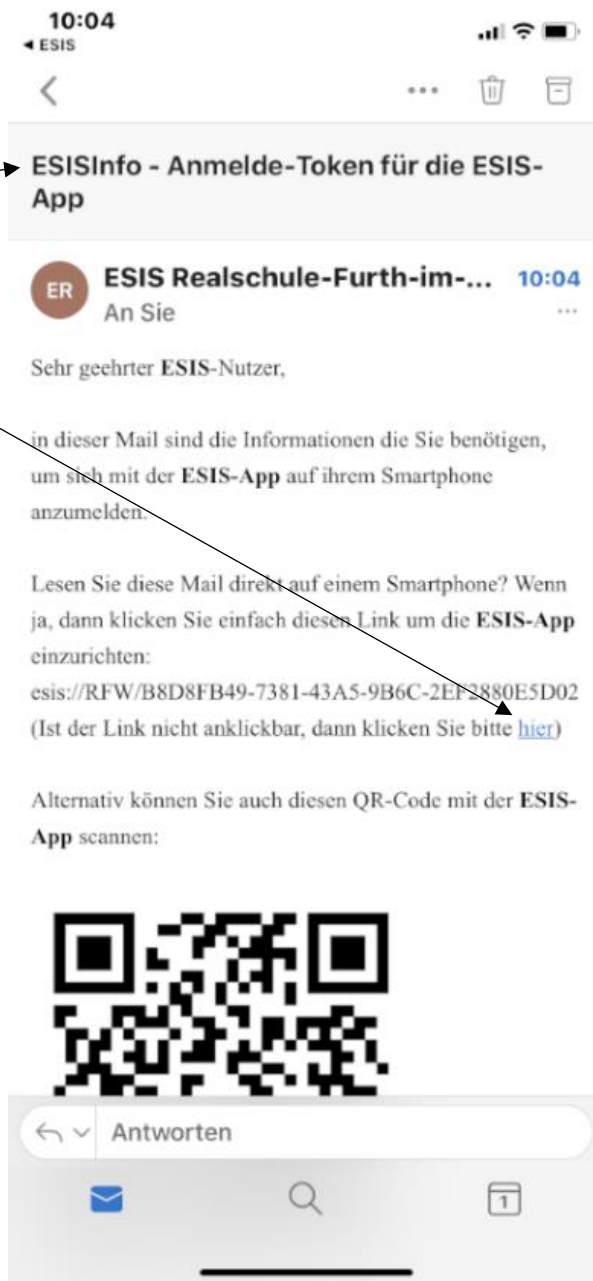 10:04
ESIS
ESISInfo - Anmelde-Token für die ESIS-
App
ER
ESIS Realschule-Furth-im-... 10:04
An Sie
Sehr geehrter ESIS-Nutzer,
in dieser Mail sind die Informationen die Sie benötigen,
um sich mit der ESIS-App auf ihrem Smartphone
anzumelden.
Lesen Sie diese Mail direkt auf einem Smartphone? Wenn
ja, dann klicken Sie einfach diesen Link um die ESIS-App
einzurichten:
esis://RFW/B8D8FB49-7381-43A5-9B6C-2EF2880E5D02
(Ist der Link nicht anklickbar, dann klicken Sie bitte hier)
Alternativ können Sie auch diesen QR-Code mit der ESIS-
App scannen:
Antworten
1